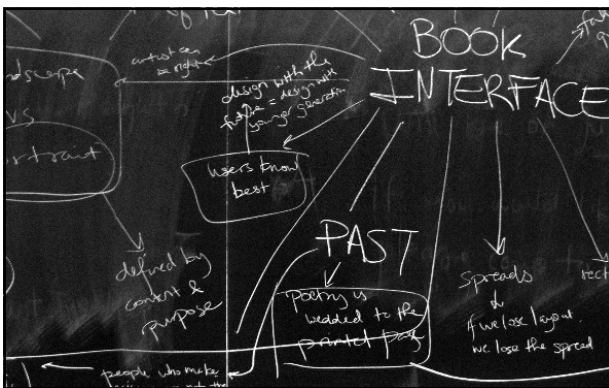 artist can
= right
BOOK
INTERFACE
design with the
future = design with
younger generation
vs
users know
best
PAST
defined by
content &
purpose
poetry is
wedded to the
printed page
spreads
if we lose layout
we lose the spread
rect
people who make